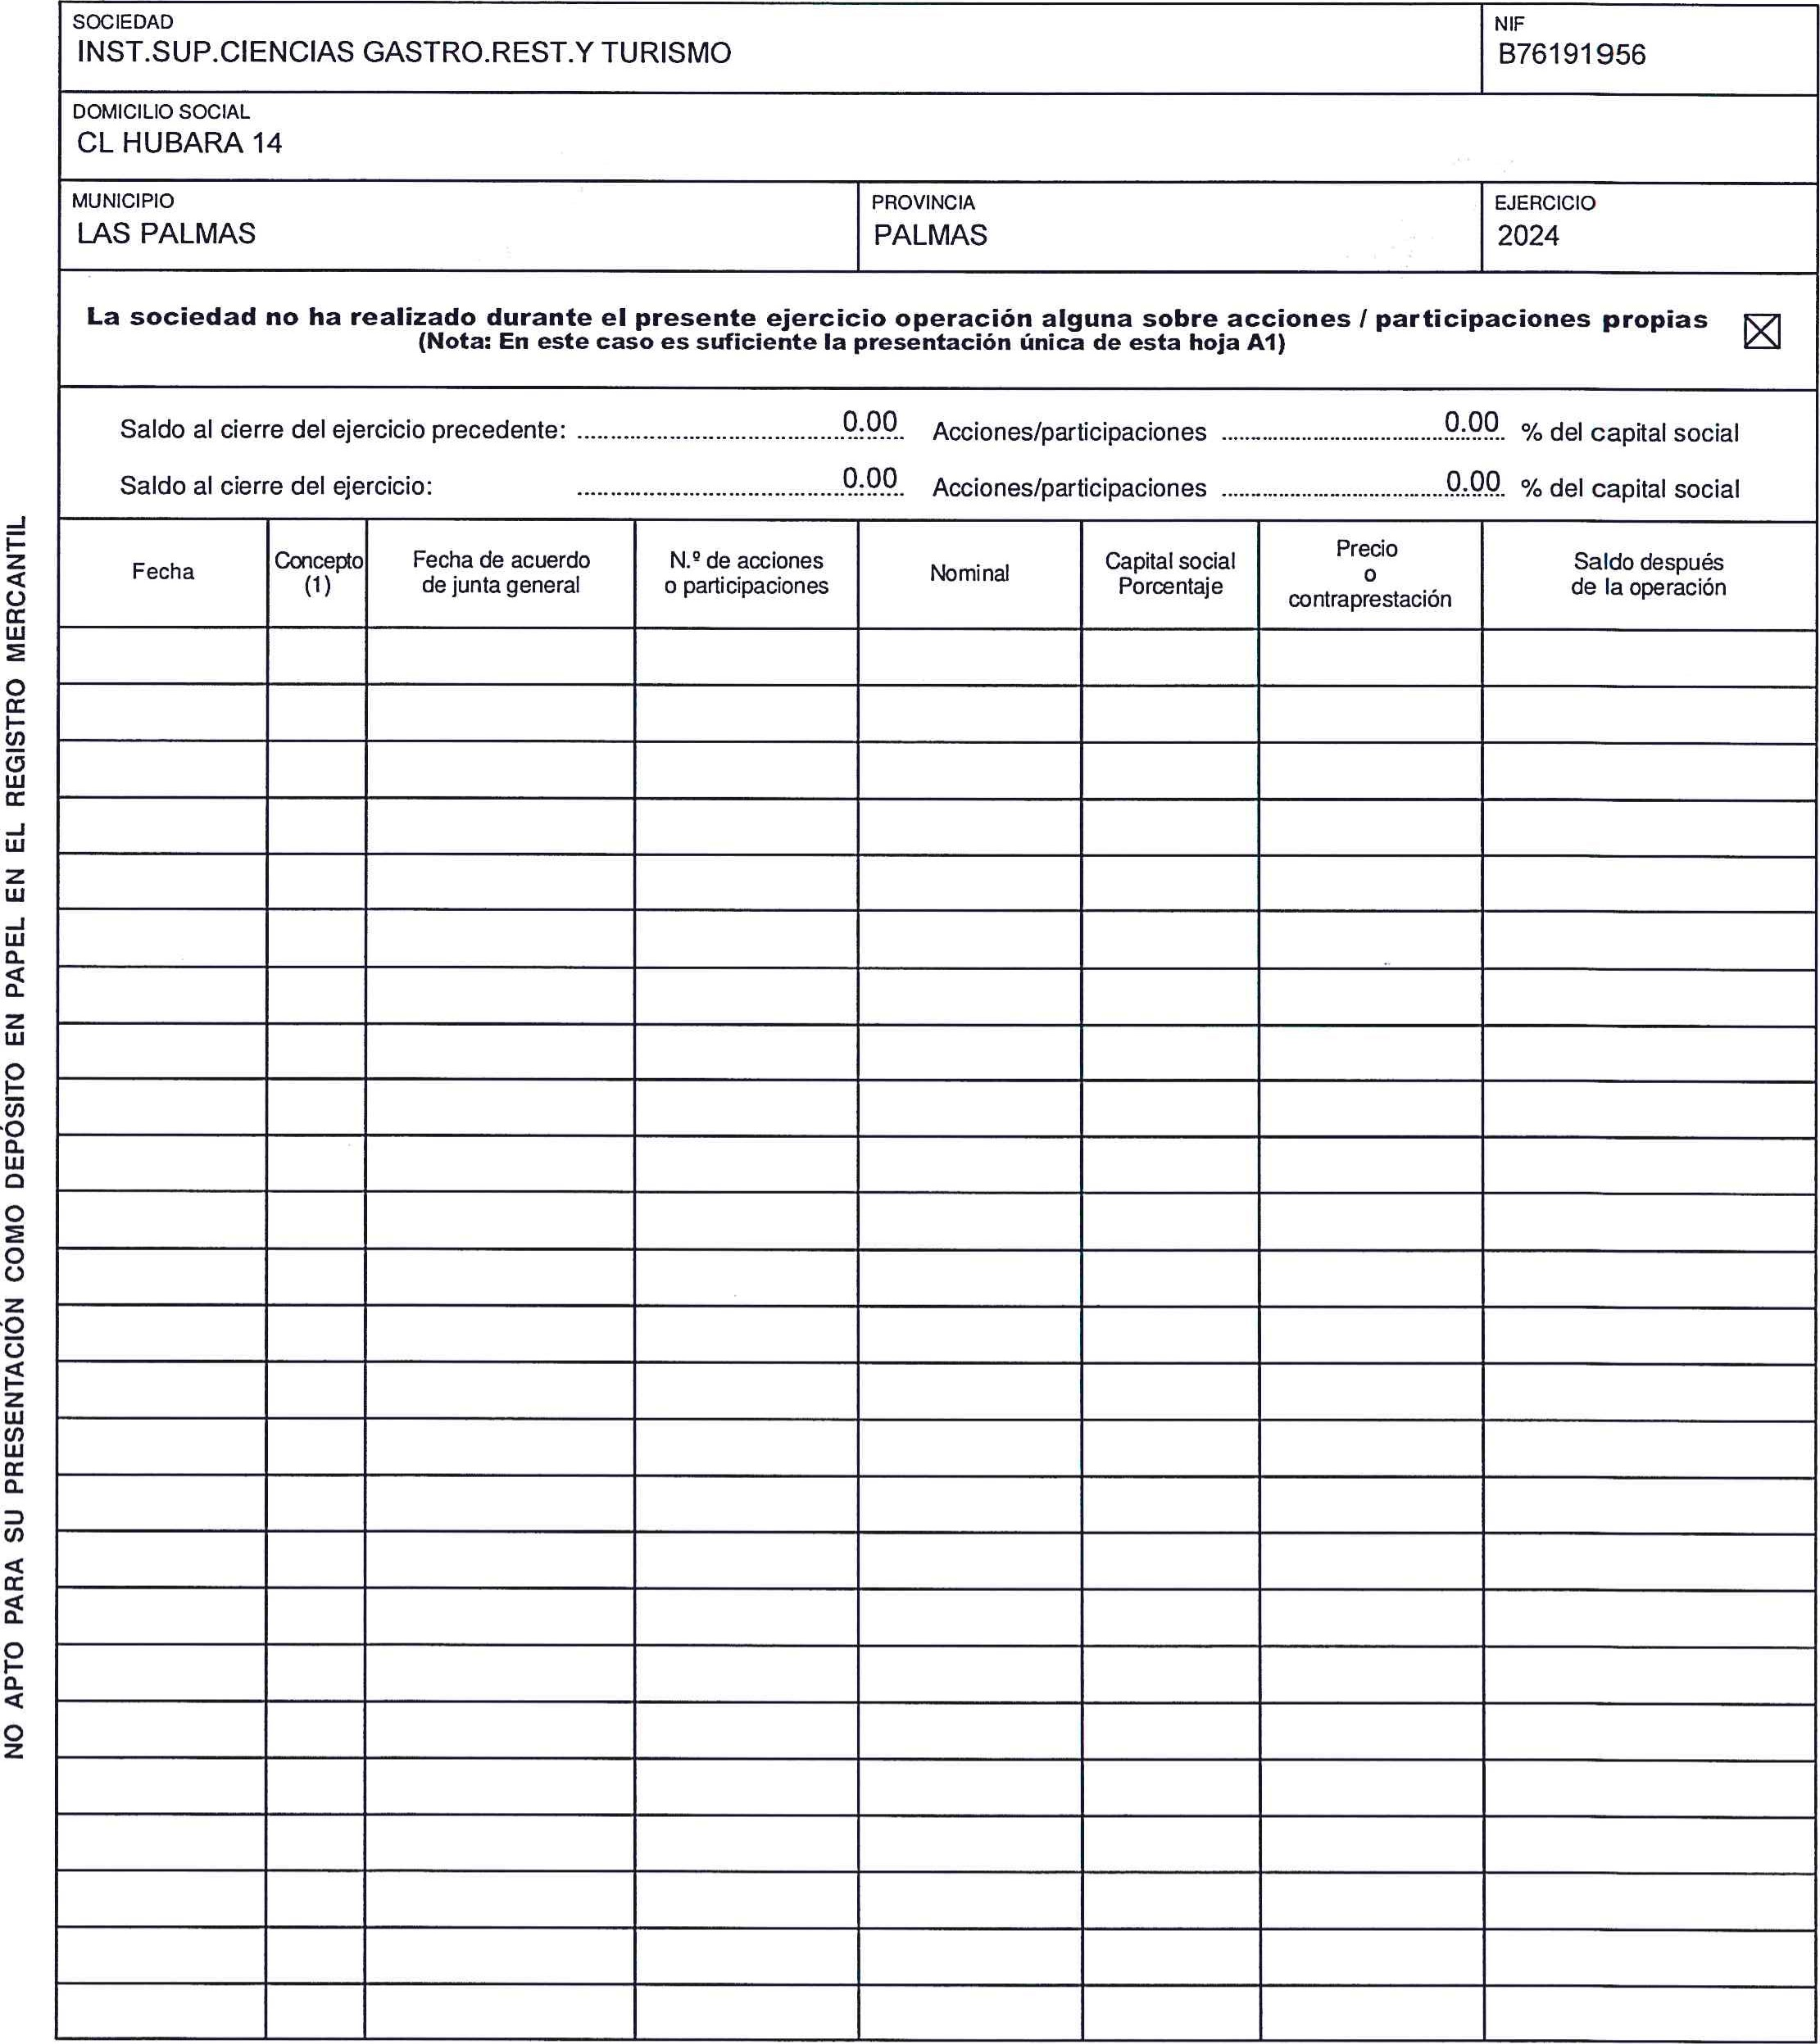 SOCIEDAD
INST.SUP.CIENCIAS GASTRO.REST.Y TURISMO
NIF
B76191956
DOMICILIO SOCIAL
CL HUBARA 14
MUNICIPIO
LAS PALMAS
PROVINCIA
PALMAS
EJERCICIO
2024
La sociedad no ha realizado durante el presente ejercicio operación alguna sobre acciones / participaciones propias
(Nota: En este caso es suficiente la presentación única de esta hoja A1)
Saldo al cierre del ejercicio precedente: 0.00 Acciones/participaciones 0.00 % del capital social
Saldo al cierre del ejercicio: 0.00 Acciones/participaciones 0.00 % del capital social
Fecha
Concepto
(1)
Fecha de acuerdo
de junta general
N.º de acciones
o participaciones
Nominal
Capital social
Porcentaje
Precio
o
contraprestación
Saldo después
de la operación
NO APTO PARA SU PRESENTACIÓN COMO DEPÓSITO EN PAPEL EN EL REGISTRO MERCANTIL